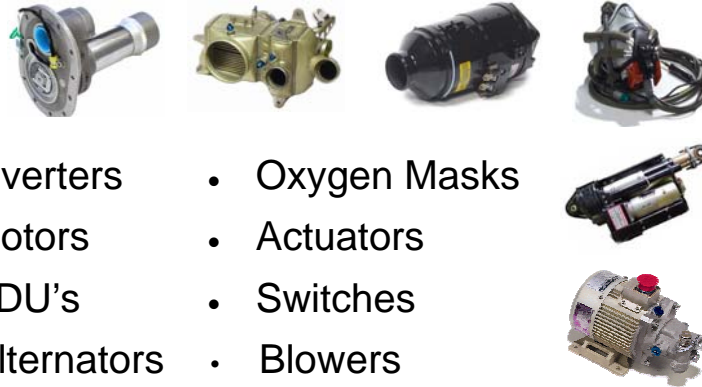 verters • Oxygen Masks
otors • Actuators
DU's • Switches
lternators • Blowers